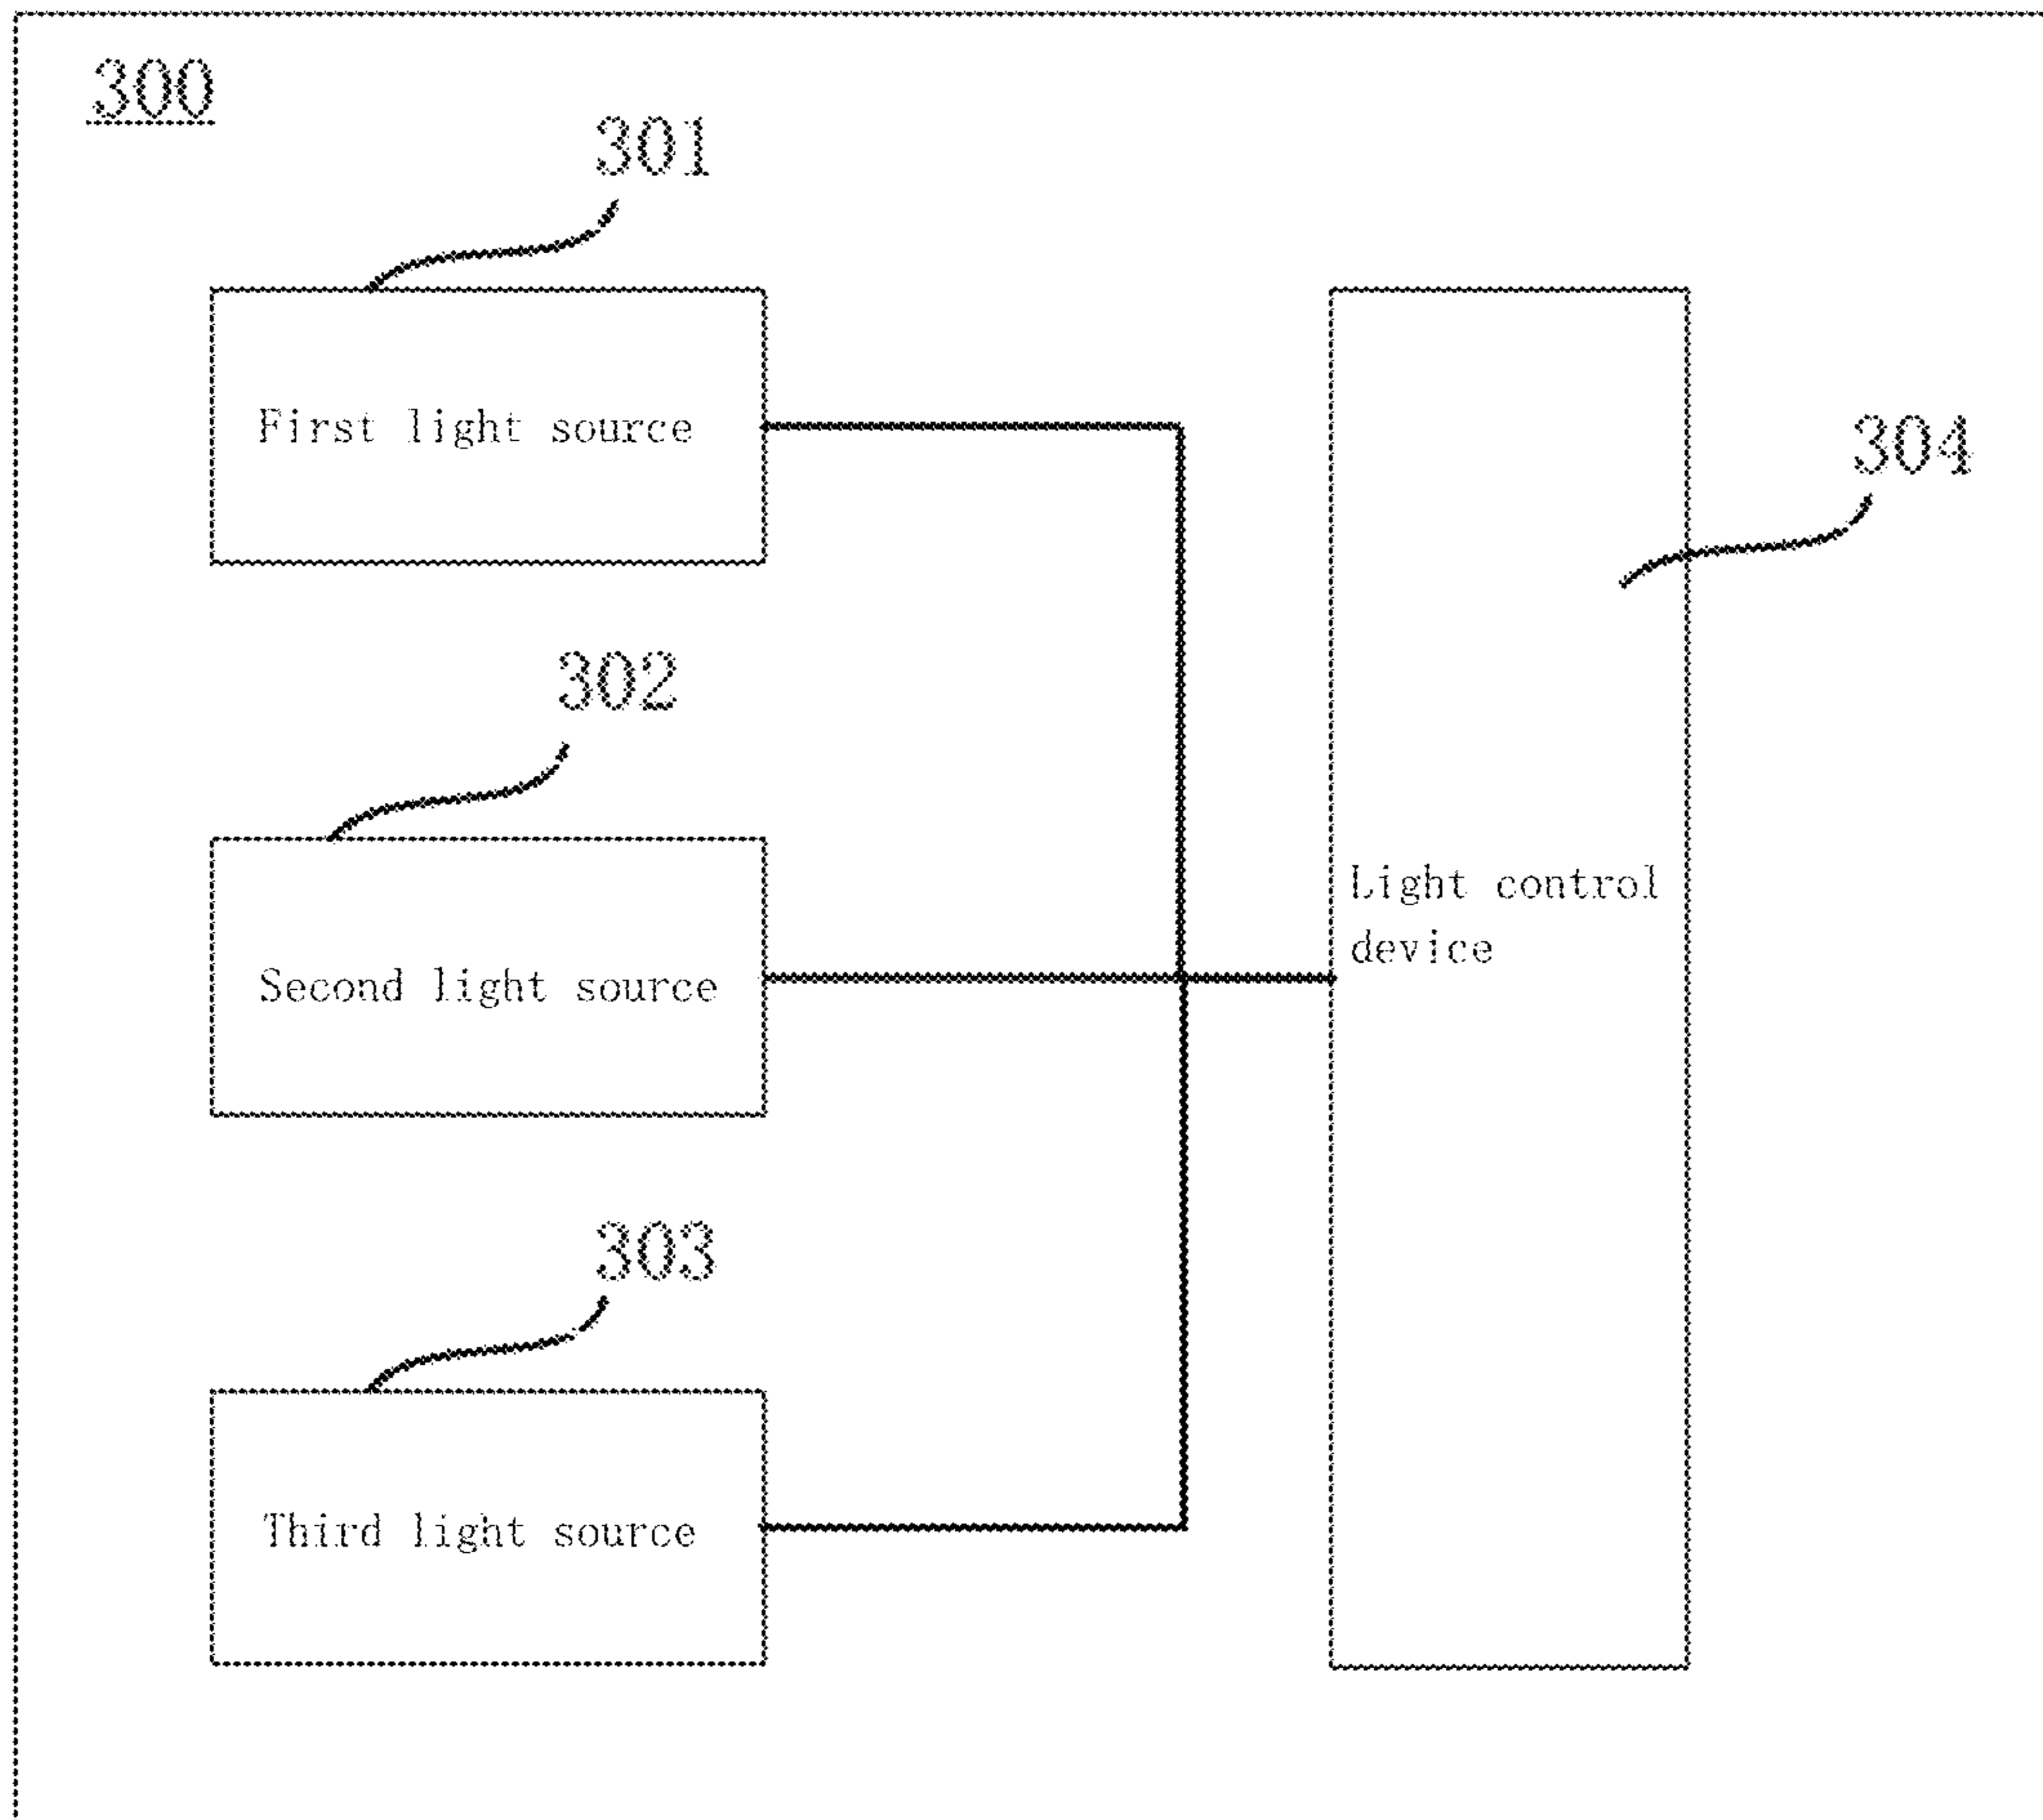 300
301
First light source
304
302
Light control
device
Second light source
303
Third light source